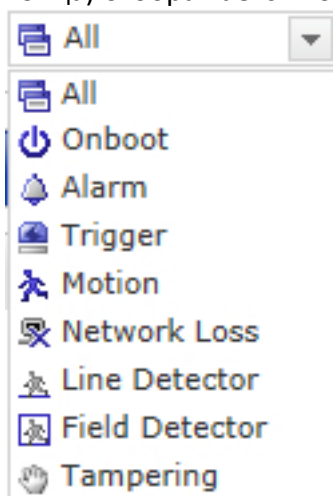 All
All
Onboot
Alarm
Trigger
Motion
Network Loss
Line Detector
Field Detector
Tampering